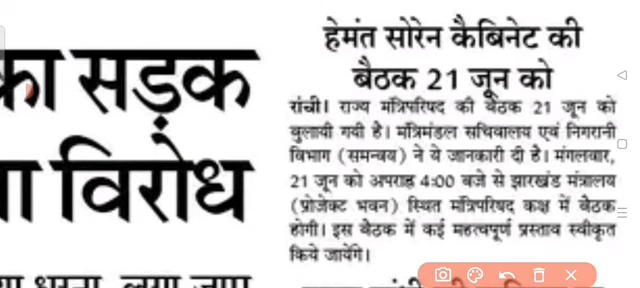 का सड़क
विरोध
हेमंत सोरेन कैबिनेट की
बैठक 21 जून को
रांची। राज्य मंत्रिपरिषद की बैठक 21 जून को
बुलायी गयी है। मंत्रिमंडल सचिवालय एवं निगरानी
विभाग (समन्वय) ने ये जानकारी दी है। मंगलवार,
21 जून को अपराह्न 4:00 बजे से झारखंड मंत्रालय
(प्रोजेक्ट भवन) स्थित मंत्रिपरिषद कक्ष में बैठक
होगी। इस बैठक में कई महत्वपूर्ण प्रस्ताव स्वीकृत
किये जायेंगे।